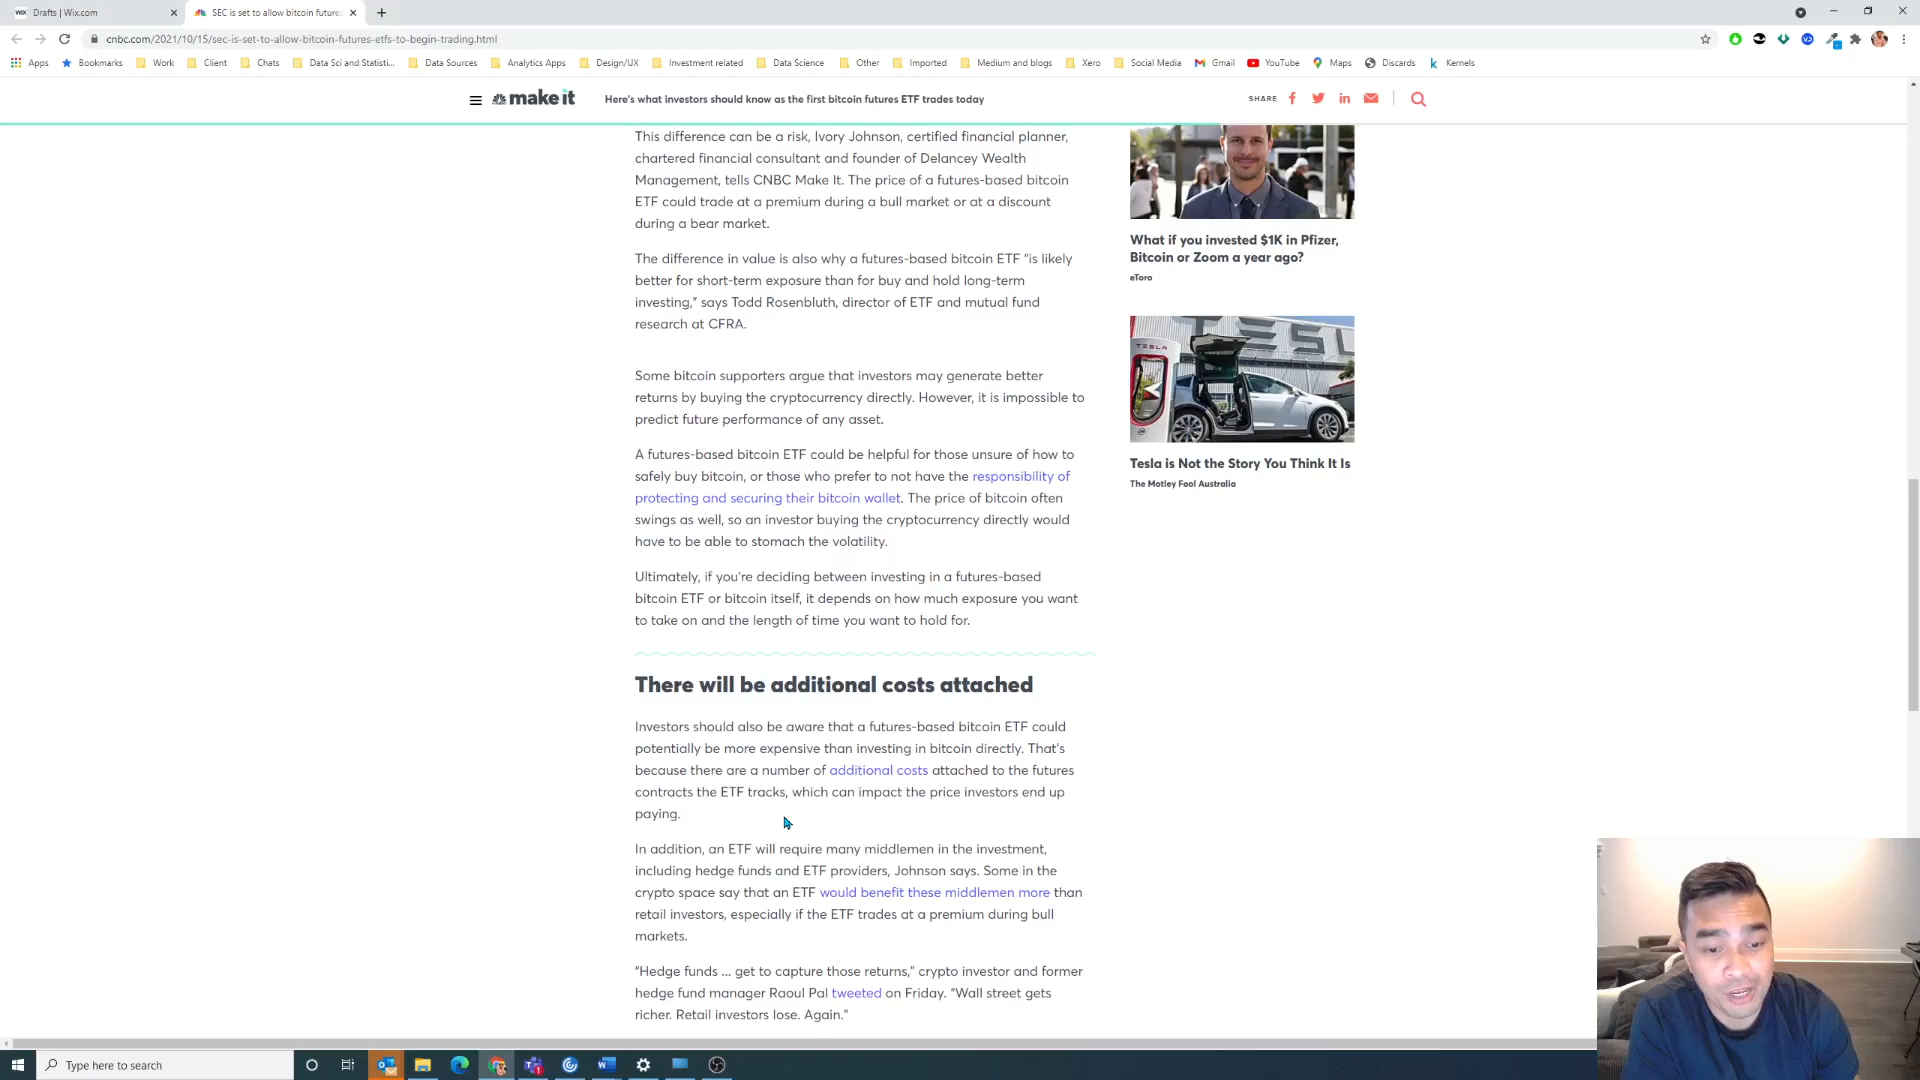 Drafts | Wix.com
SEC is set to allow bitcoin future
cnbc.com/2021/10/15/sec-is-set-to-allow-bitcoin-futures-etfs-to-begin-trading.html
Apps Bookmarks Work Client Chats Data Sci and Statisti... Data Sources Analytics Apps Design/UX Investment related Data Science Other Imported Medium and blogs Xero Social Media Gmail YouTube Maps Discards Kernels
make it Here's what investors should know as the first bitcoin futures ETF trades today SHARE
This difference can be a risk, Ivory Johnson, certified financial planner,
chartered financial consultant and founder of Delancey Wealth
Management, tells CNBC Make It. The price of a futures-based bitcoin
ETF could trade at a premium during a bull market or at a discount
during a bear market.
The difference in value is also why a futures-based bitcoin ETF “is likely
better for short-term exposure than for buy and hold long-term
investing,” says Todd Rosenbluth, director of ETF and mutual fund
research at CFRA.
Some bitcoin supporters argue that investors may generate better
returns by buying the cryptocurrency directly. However, it is impossible to
predict future performance of any asset.
A futures-based bitcoin ETF could be helpful for those unsure of how to
safely buy bitcoin, or those who prefer to not have the responsibility of
protecting and securing their bitcoin wallet. The price of bitcoin often
swings as well, so an investor buying the cryptocurrency directly would
have to be able to stomach the volatility.
Ultimately, if you’re deciding between investing in a futures-based
bitcoin ETF or bitcoin itself, it depends on how much exposure you want
to take on and the length of time you want to hold for.
There will be additional costs attached
Investors should also be aware that a futures-based bitcoin ETF could
potentially be more expensive than investing in bitcoin directly. That’s
because there are a number of additional costs attached to the futures
contracts the ETF tracks, which can impact the price investors end up
paying.
In addition, an ETF will require many middlemen in the investment,
including hedge funds and ETF providers, Johnson says. Some in the
crypto space say that an ETF would benefit these middlemen more than
retail investors, especially if the ETF trades at a premium during bull
markets.
“Hedge funds ... get to capture those returns,” crypto investor and former
hedge fund manager Raoul Pal tweeted on Friday. “Wall street gets
richer. Retail investors lose. Again.”
What if you invested $1K in Pfizer,
Bitcoin or Zoom a year ago?
eToro
TESLA
TESLA
Tesla is Not the Story You Think It Is
The Motley Fool Australia
Type here to search